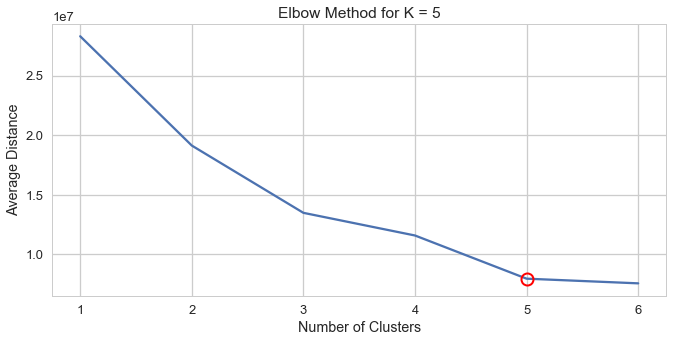 Elbow Method for K = 5
1e7
2.5
2.0
1.5
1.0
Average Distance
1 2 3 4 5 6
Number of Clusters